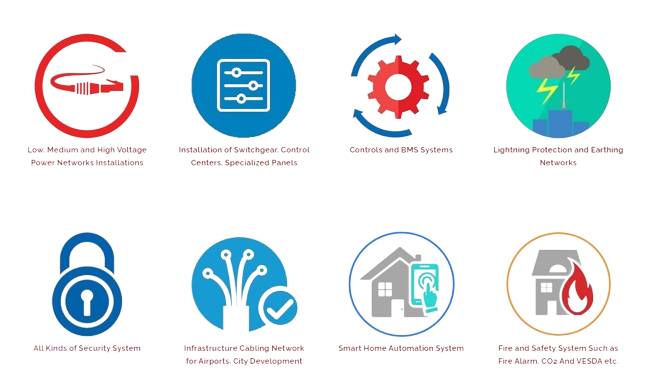 Low, Medium and High Voltage
Power Networks Installations
Installation of Switchgear, Control
Centers, Specialized Panels
Controls and BMS Systems
Lightning Protection and Earthing
Networks
All Kinds of Security System
Infrastructure Cabling Network
for Airports, City Development
Smart Home Automation System
Fire and Safety System Such as
Fire Alarm, CO2 And VESDA etc.